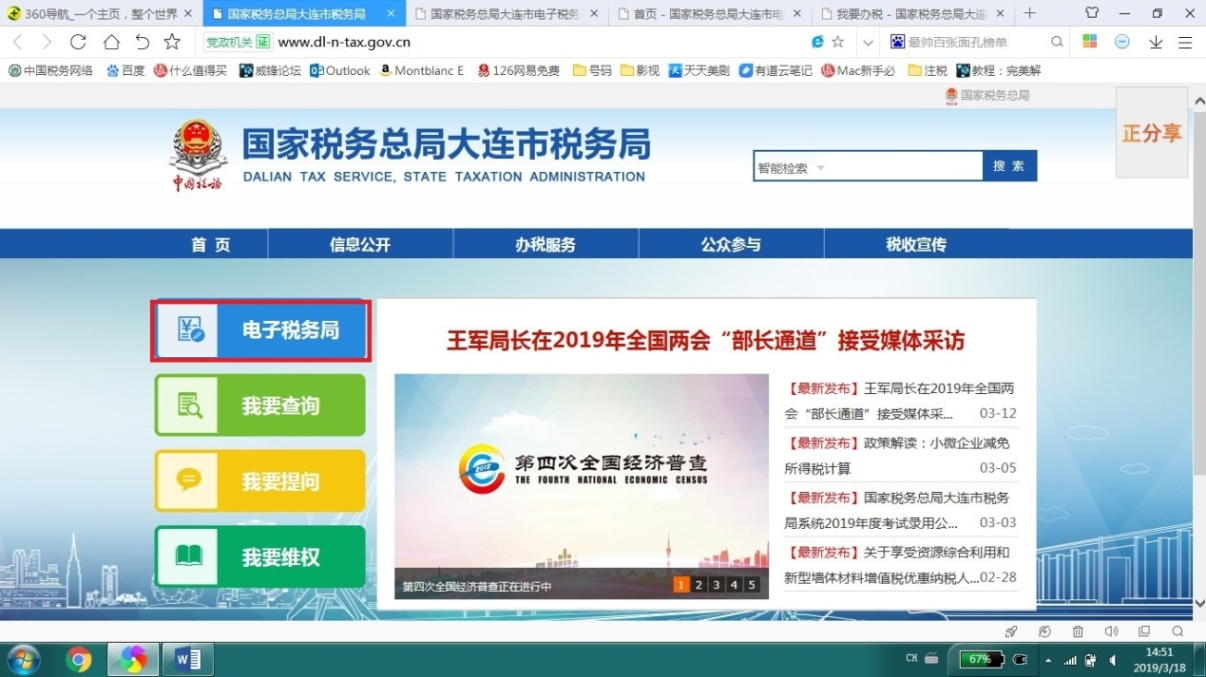 360导航_一个主页，整个世界
国家税务总局大连市税务局
国家税务总局大连市电子税务
首页 - 国家税务总局大连市电
我要办税 - 国家税务总局大连
党政机关 证 www.dl-n-tax.gov.cn
最帅百张面孔榜单
中国税务网络 百度 什么值得买 威锋论坛 Outlook Montblanc E 126网易免费 号码 影视 天天美剧 有道云笔记 Mac新手必 注税 教程：完美解
国家税务总局
正分享
国家税务总局大连市税务局
DALIAN TAX SERVICE, STATE TAXATION ADMINISTRATION
中国税务
智能检索 搜 索
首 页 信息公开 办税服务 公众参与 税收宣传
电子税务局
我要查询
我要提问
我要维权
王军局长在2019年全国两会“部长通道”接受媒体采访
第四次全国经济普查
THE FOURTH NATIONAL ECONOMIC CENSUS
第四次全国经济普查正在进行中 1 2 3 4 5
【最新发布】王军局长在2019年全国两
会“部长通道”接受媒体采... 03-12
【最新发布】政策解读：小微企业减免
所得税计算 03-05
【最新发布】国家税务总局大连市税务
局系统2019年度考试录用公... 03-03
【最新发布】关于享受资源综合利用和
新型墙体材料增值税优惠纳税人...02-28
CH 67% 14:51
2019/3/18